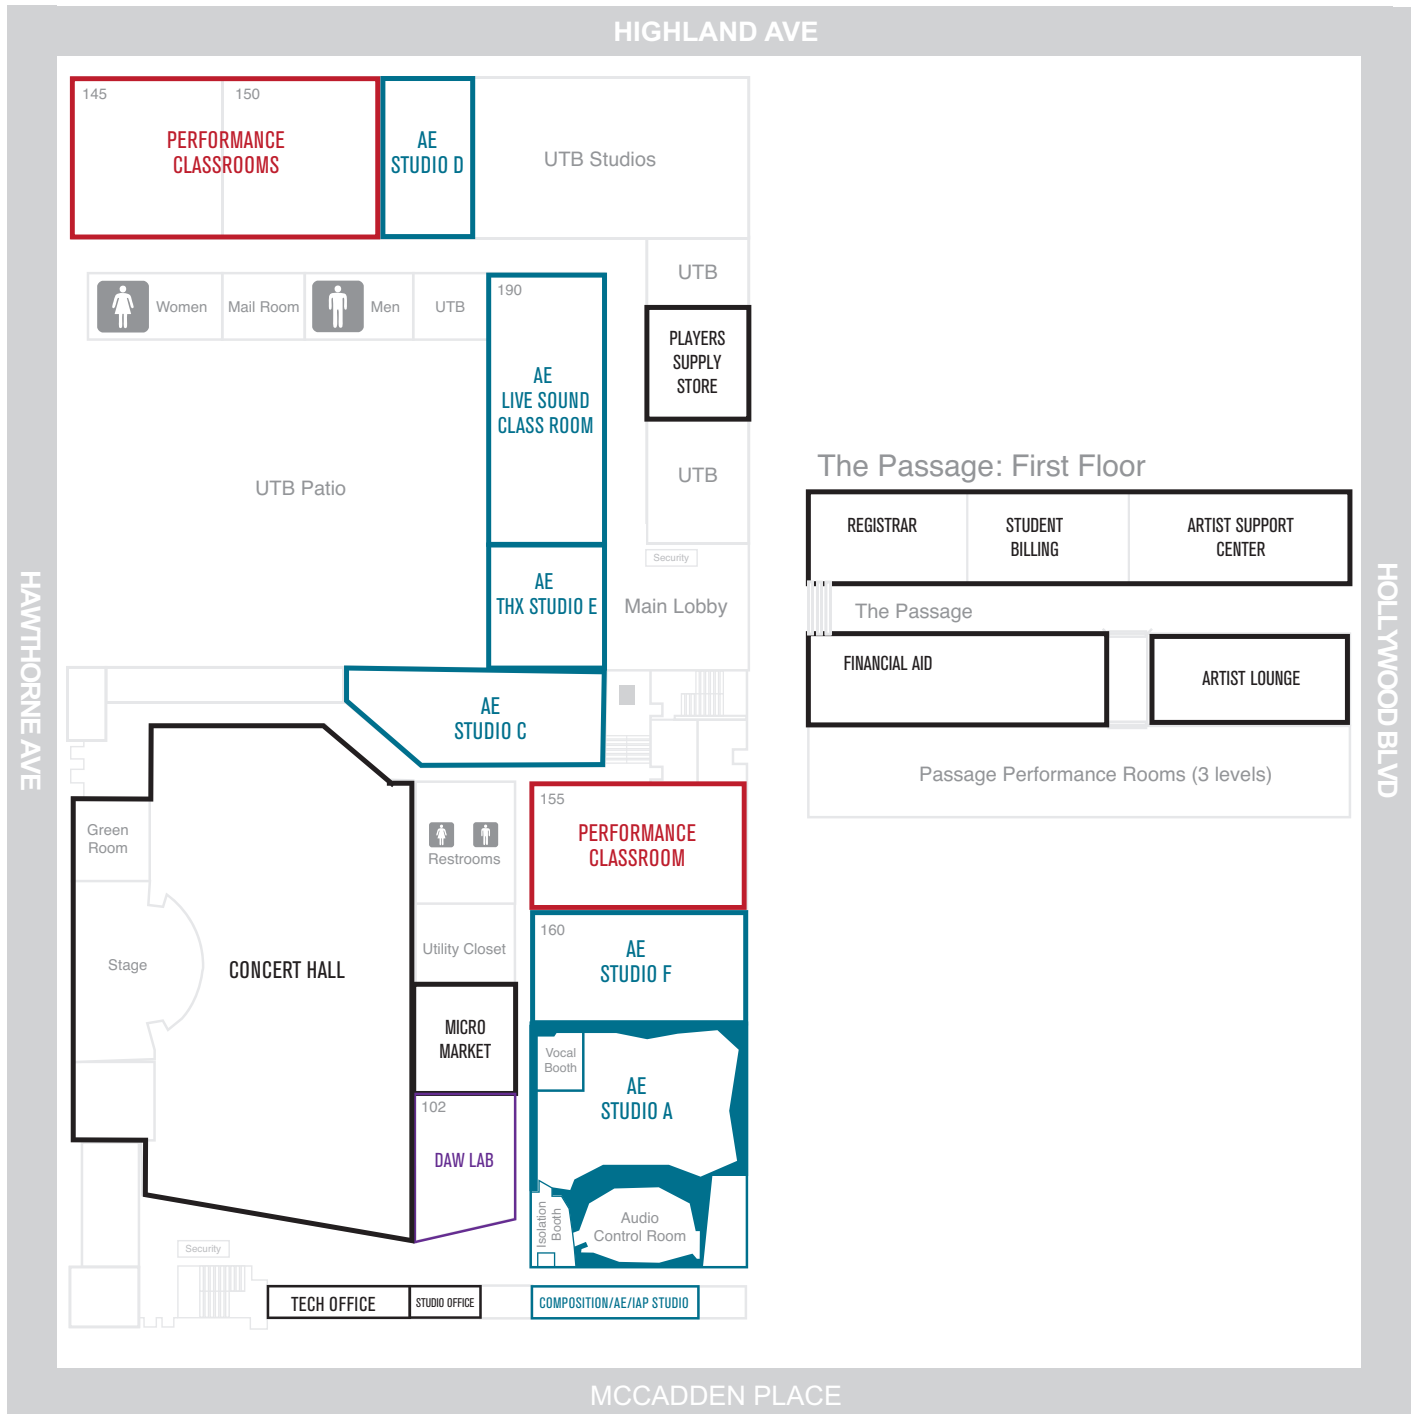 HIGHLAND AVE
145
150
PERFORMANCE
CLASSROOMS
AE
STUDIO D
UTB Studios
Women
Mail Room
Men
UTB
190
AE
LIVE SOUND
CLASS ROOM
UTB
PLAYERS
SUPPLY
STORE
UTB
UTB Patio
Security
AE
THX STUDIO E
Main Lobby
The Passage: First Floor
REGISTRAR
STUDENT
BILLING
ARTIST SUPPORT
CENTER
The Passage
FINANCIAL AID
ARTIST LOUNGE
Passage Performance Rooms (3 levels)
HAWTHORNE AVE
HOLLYWOOD BLVD
AE
STUDIO C
Green
Room
Stage
CONCERT HALL
Restrooms
Utility Closet
MICRO
MARKET
102
DAW LAB
155
PERFORMANCE
CLASSROOM
160
AE
STUDIO F
Vocal
Booth
AE
STUDIO A
Isolation
Booth
Audio
Control Room
Security
TECH OFFICE
STUDIO OFFICE
COMPOSITION/AE/IAP STUDIO
MCCADDEN PLACE